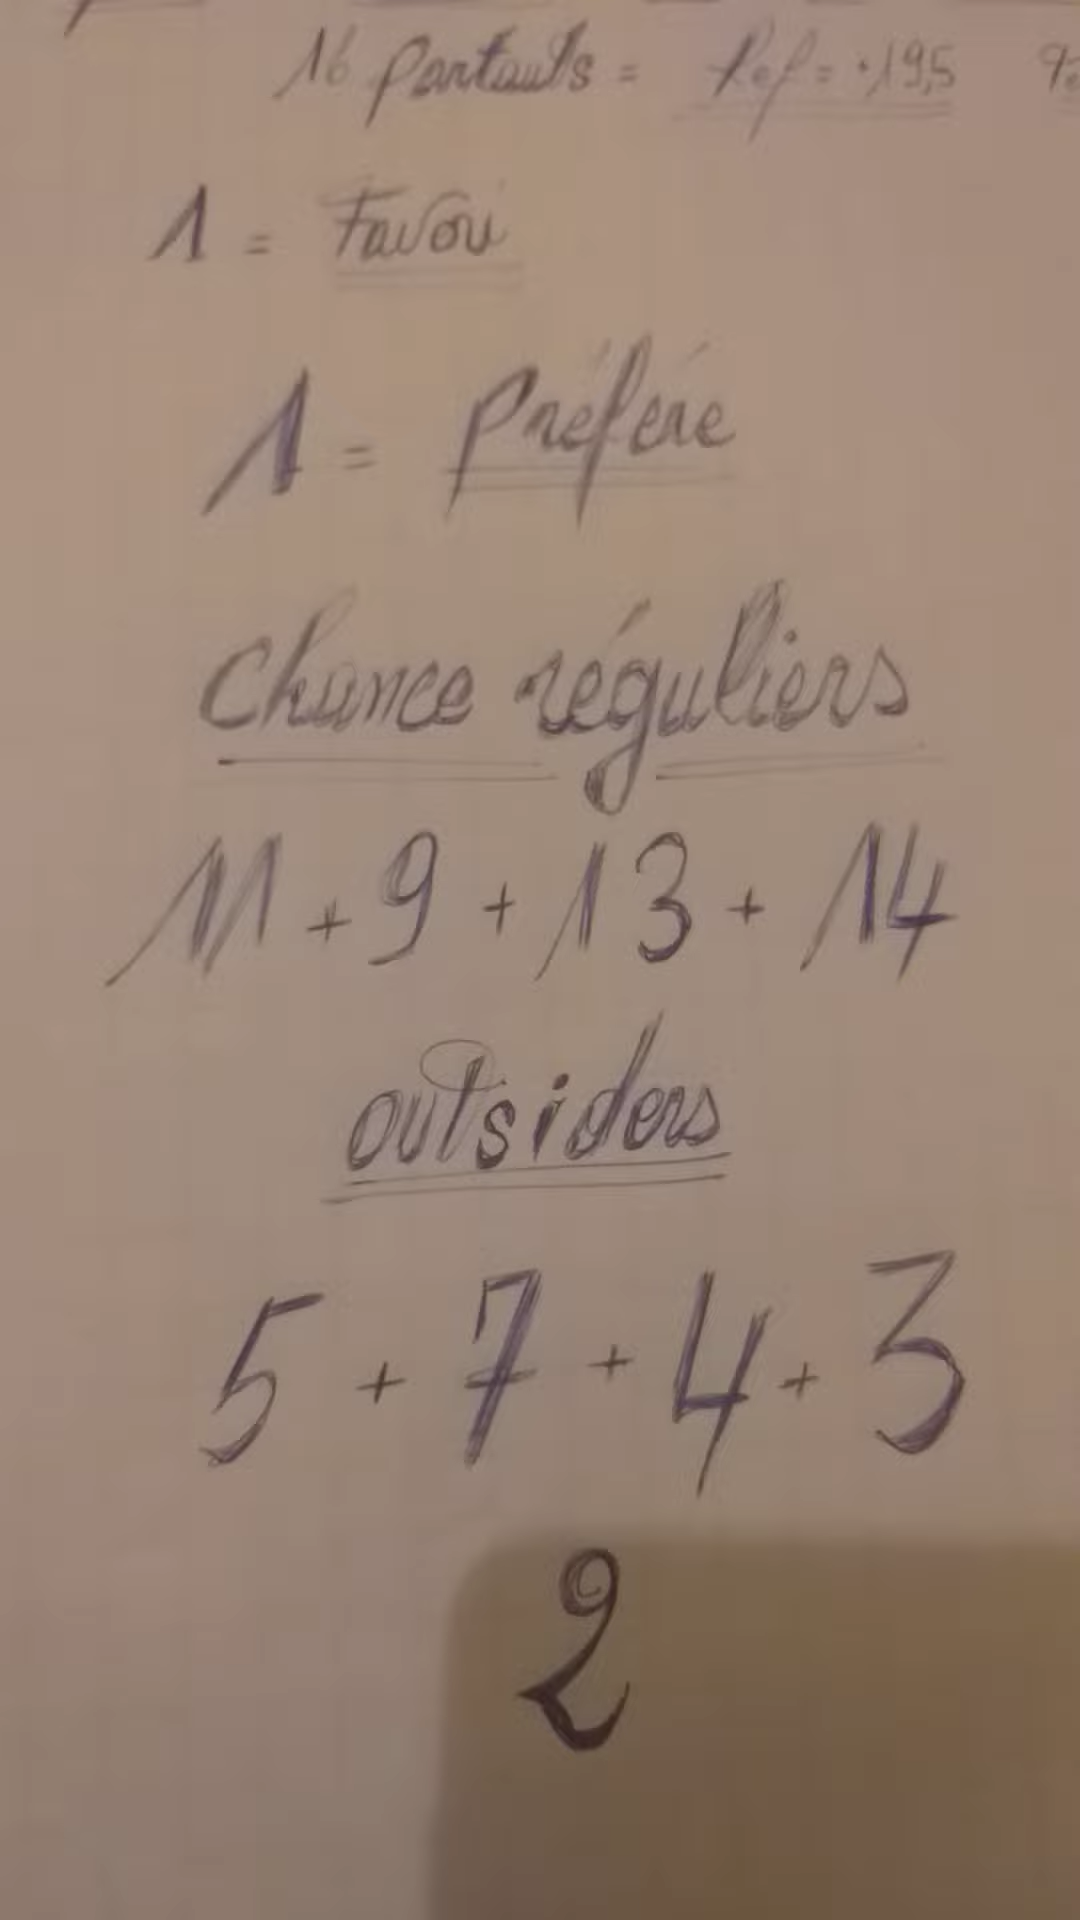 16 Partants = Ref = 19,5
1 = Favori
1 = Préféré
Chance réguliers
11 + 9 + 13 + 14
outsiders
5 + 7 + 4 + 3
2